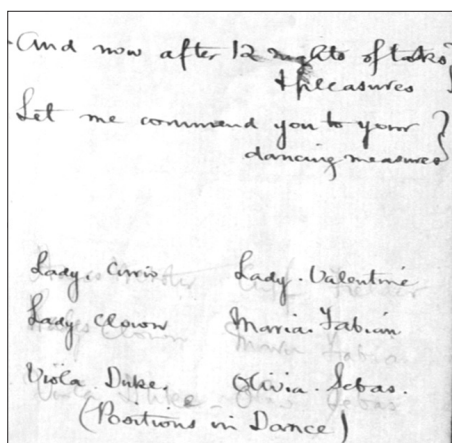 And now after 12 nights of tasks
& pleasures
Let me commend you to your
dancing measures
Lady. Curio Lady. Valentine
Lady Clown Maria. Fabian
Viola. Duke. Olivia. Sebas.
(Positions in Dance)